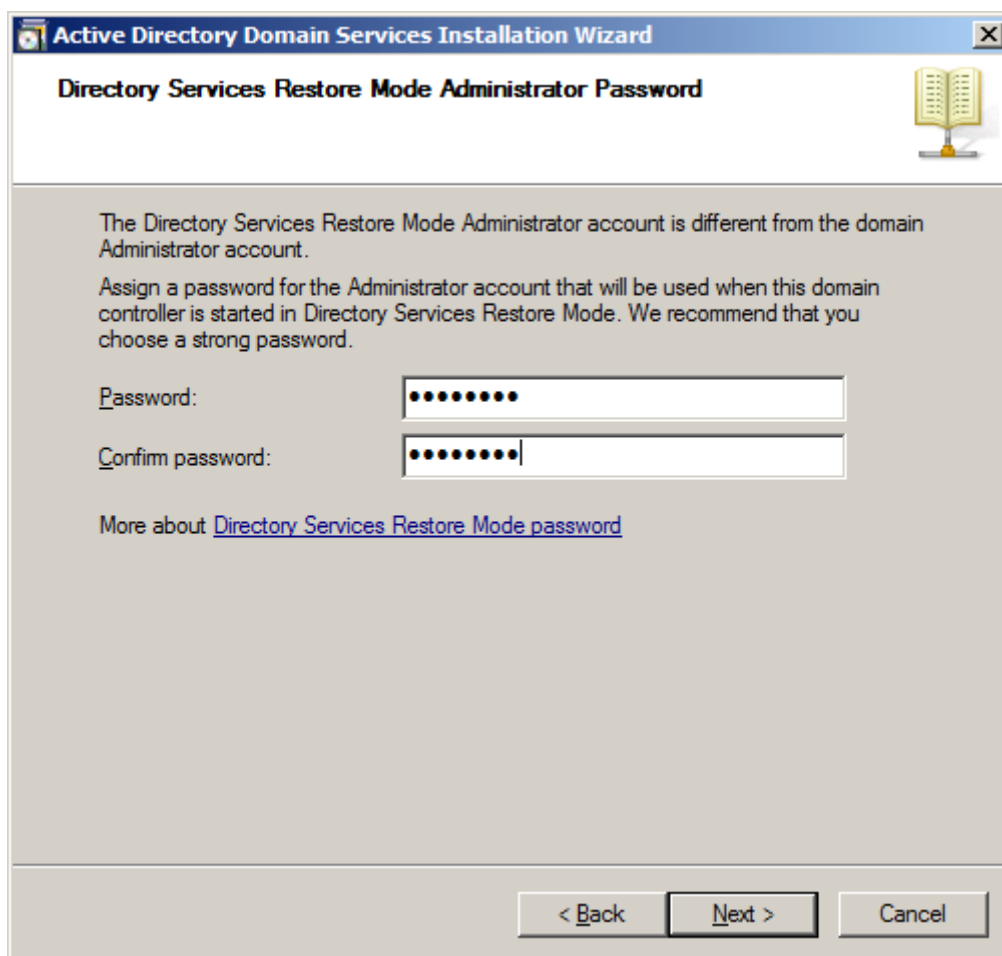 Active Directory Domain Services Installation Wizard
Directory Services Restore Mode Administrator Password
The Directory Services Restore Mode Administrator account is different from the domain
Administrator account.
Assign a password for the Administrator account that will be used when this domain
controller is started in Directory Services Restore Mode. We recommend that you
choose a strong password.
Password: ••••••••
Confirm password: ••••••••
More about Directory Services Restore Mode password
< Back Next > Cancel